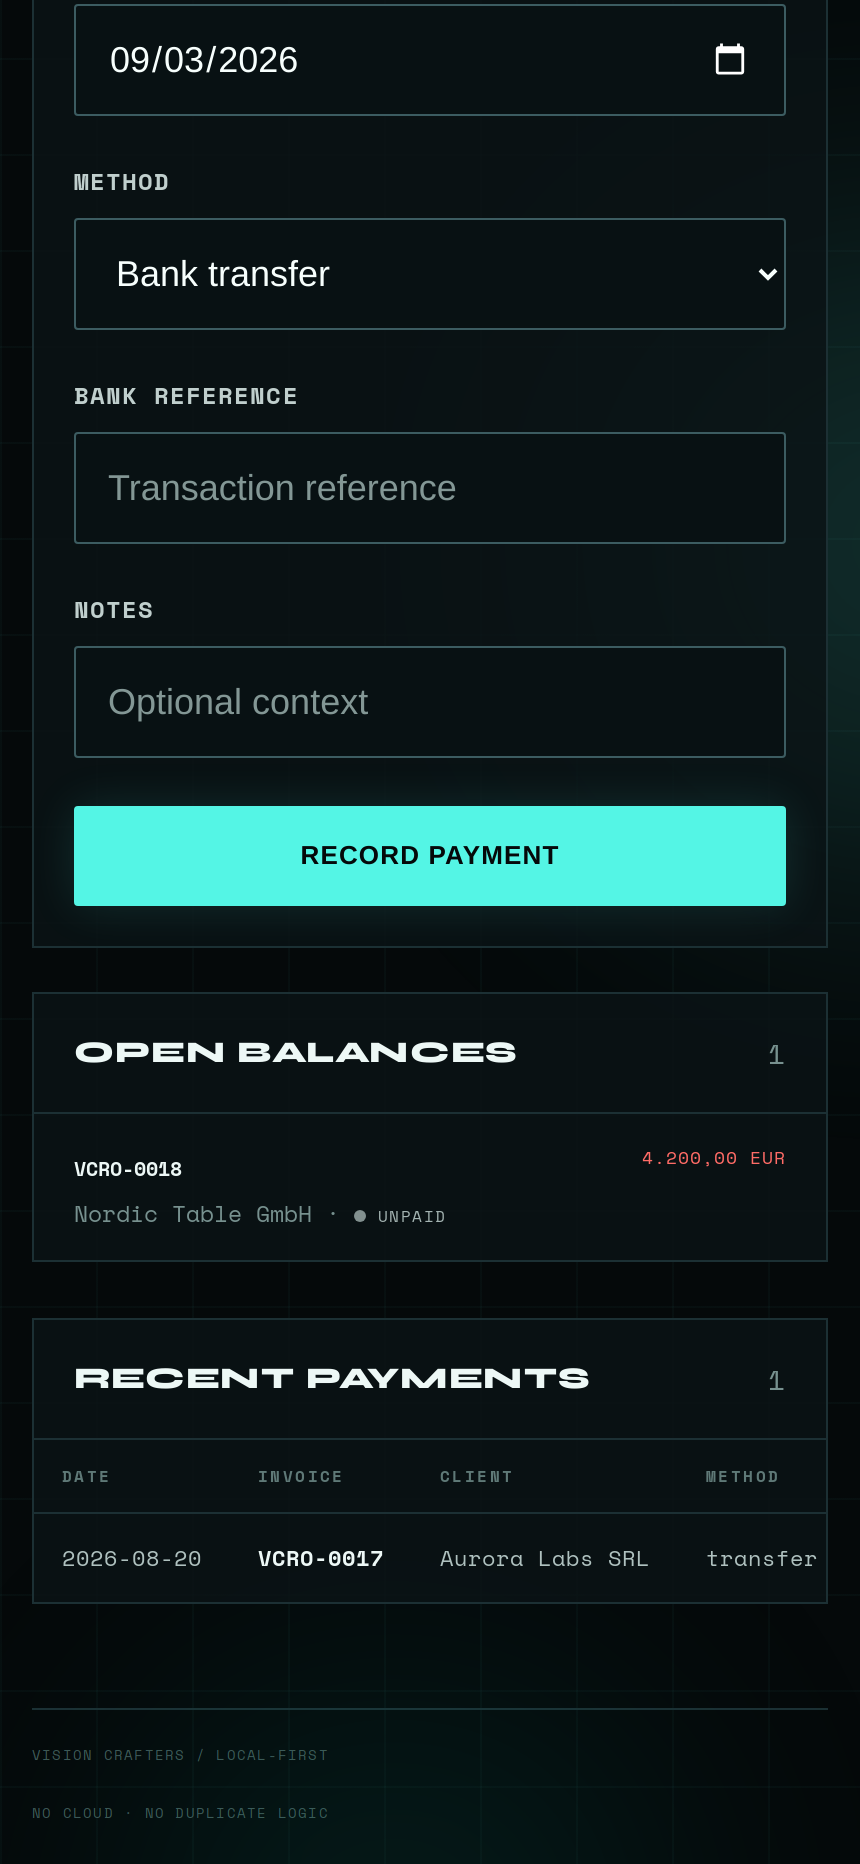 09/03/2026
METHOD
Bank transfer
BANK REFERENCE
Transaction reference
NOTES
Optional context
RECORD PAYMENT
OPEN BALANCES 1
VCRO-0018 4.200,00 EUR
Nordic Table GmbH · UNPAID
RECENT PAYMENTS 1
DATE INVOICE CLIENT METHOD
2026-08-20 VCRO-0017 Aurora Labs SRL transfer
VISION CRAFTERS / LOCAL-FIRST
NO CLOUD · NO DUPLICATE LOGIC